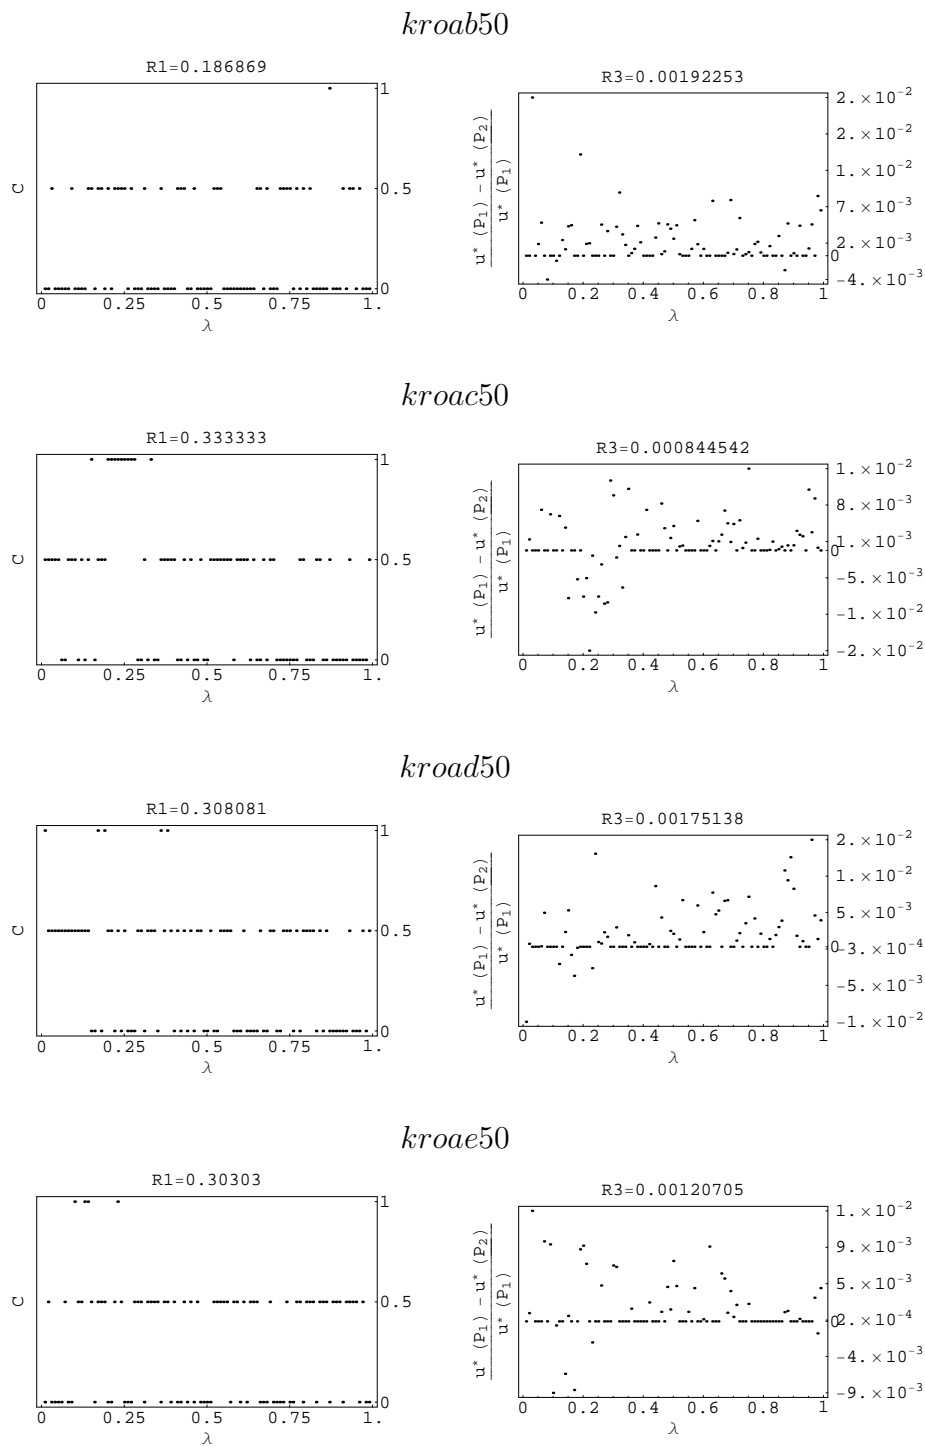 kroab50
R1=0.186869
C
1
0.5
0
0 0.25 0.5 0.75 1.
λ
R3=0.00192253
u* (P₁) − u* (P₂)
u* (P₁)
2.×10⁻²
2.×10⁻²
1.×10⁻²
7.×10⁻³
2.×10⁻³
0
−4.×10⁻³
0 0.2 0.4 0.6 0.8 1
λ
kroac50
R1=0.333333
C
1
0.5
0
0 0.25 0.5 0.75 1.
λ
R3=0.000844542
u* (P₁) − u* (P₂)
u* (P₁)
1.×10⁻²
8.×10⁻³
1.×10⁻³
0
−5.×10⁻³
−1.×10⁻²
−2.×10⁻²
0 0.2 0.4 0.6 0.8 1
λ
kroad50
R1=0.308081
C
1
0.5
0
0 0.25 0.5 0.75 1.
λ
R3=0.00175138
u* (P₁) − u* (P₂)
u* (P₁)
2.×10⁻²
1.×10⁻²
5.×10⁻³
0
−3.×10⁻⁴
−5.×10⁻³
−1.×10⁻²
0 0.2 0.4 0.6 0.8 1
λ
kroae50
R1=0.30303
C
1
0.5
0
0 0.25 0.5 0.75 1.
λ
R3=0.00120705
u* (P₁) − u* (P₂)
u* (P₁)
1.×10⁻²
9.×10⁻³
5.×10⁻³
0
2.×10⁻⁴
−4.×10⁻³
−9.×10⁻³
0 0.2 0.4 0.6 0.8 1
λ